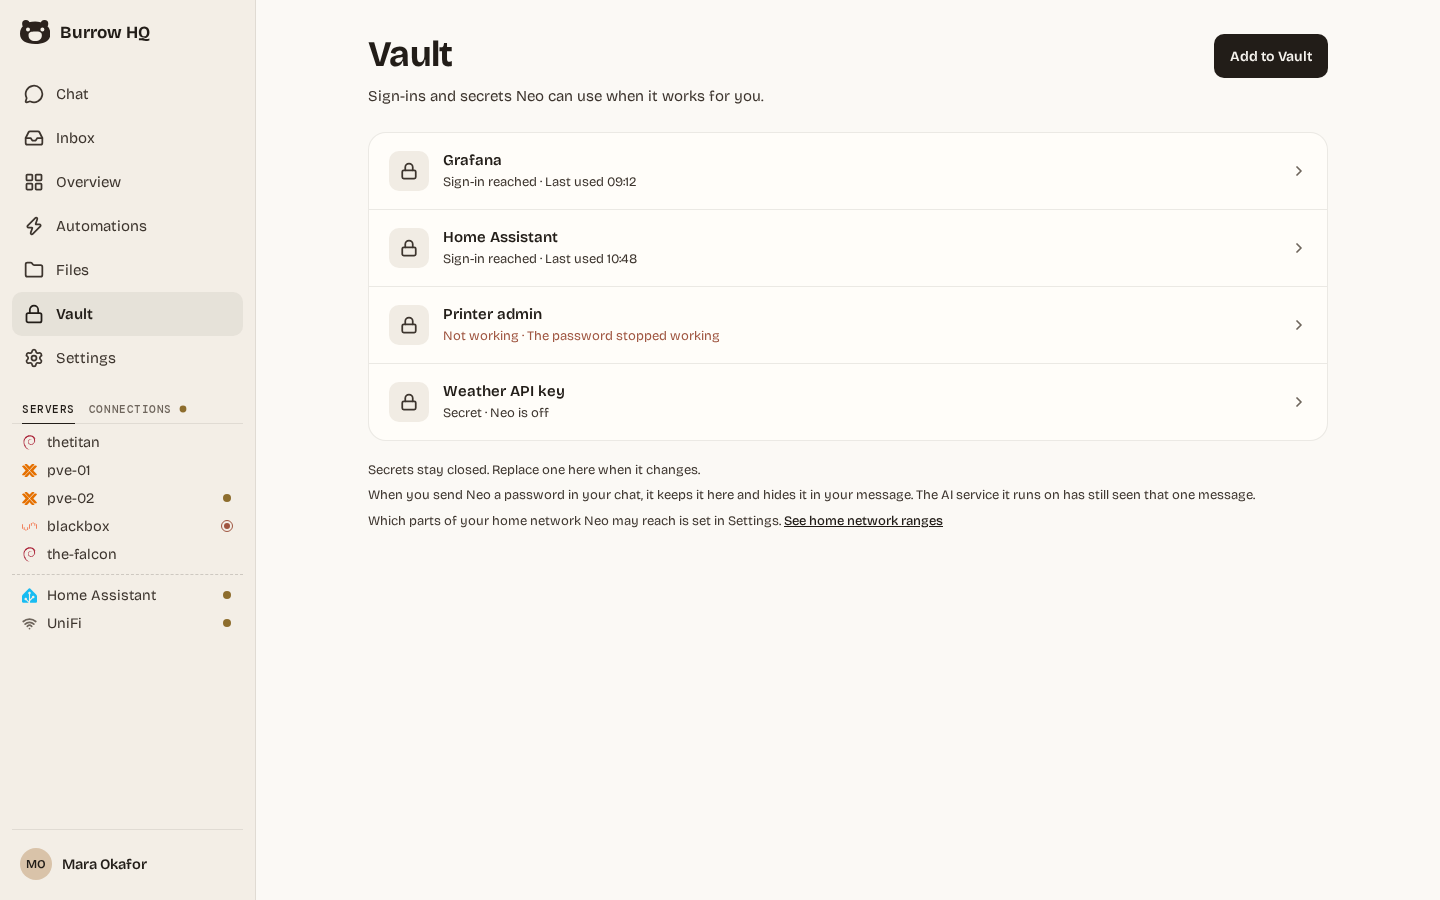 Burrow HQ
Chat
Inbox
Overview
Automations
Files
Vault
Settings
SERVERS CONNECTIONS
thetitan
pve-01
pve-02
blackbox
the-falcon
Home Assistant
UniFi
MO Mara Okafor
Vault
Add to Vault
Sign-ins and secrets Neo can use when it works for you.
Grafana
Sign-in reached · Last used 09:12
Home Assistant
Sign-in reached · Last used 10:48
Printer admin
Not working · The password stopped working
Weather API key
Secret · Neo is off
Secrets stay closed. Replace one here when it changes.
When you send Neo a password in your chat, it keeps it here and hides it in your message. The AI service it runs on has still seen that one message.
Which parts of your home network Neo may reach is set in Settings. See home network ranges